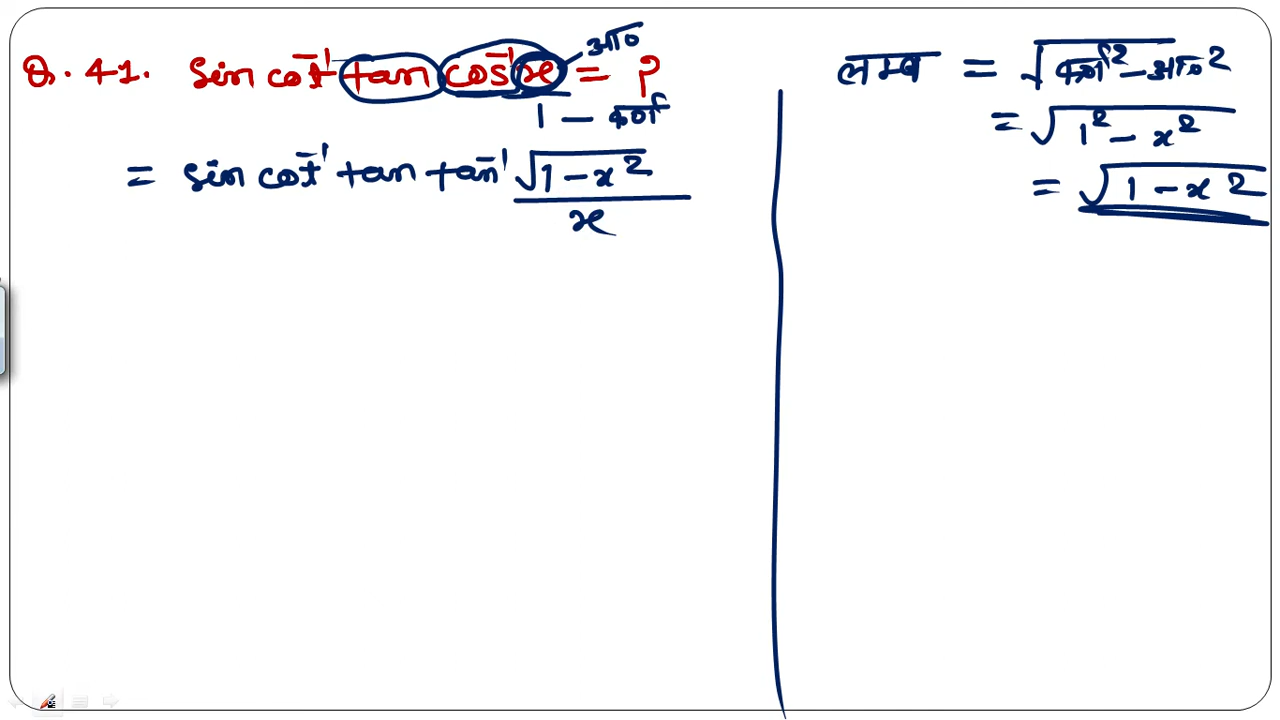 Q. 41. sin cot⁻¹ tan cos⁻¹ x = ?
आ०
1 – कर्ण
= sin cot⁻¹ tan tan⁻¹ √(1 – x²) / x
लम्ब = √(कर्ण² – आ०²)
= √(1² – x²)
= √(1 – x²)